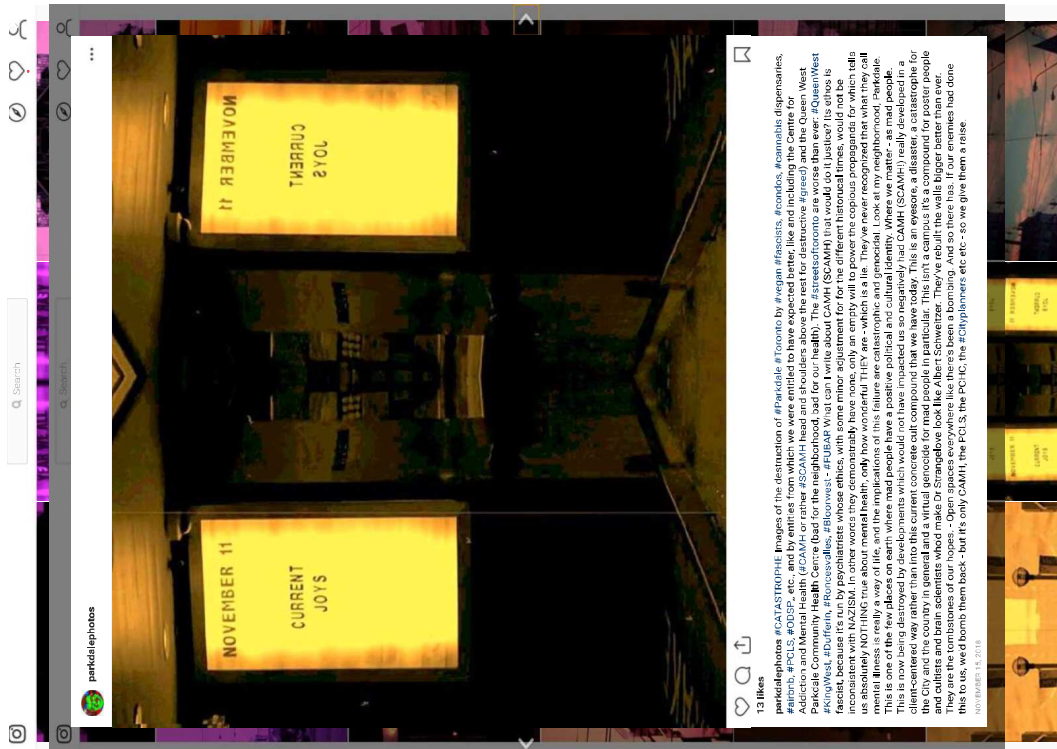 Search
Search
parkdalephotos
NOVEMBER 11
CURRENT
JOYS
NOVEMBER 11
CURRENT
JOYS
13 likes
parkdalephotos #CATASTROPHE Images of the destruction of #Parkdale #Toronto by #vegan #fascists, #condos, #cannabis dispensaries,
#airbnb, #PCLS, #ODSP,, etc., and by entities from which we were entitled to have expected better, like and including the Centre for
Addiction and Mental Health (#CAMH or rather #SCAMH head and shoulders above the rest for destructive #greed) and the Queen West
Parkdale Community Health Centre (bad for the neighborhood, bad for our health). The #streetsoftoronto are worse than ever: #QueenWest
#KingWest, #Dufferin, #Roncesvalles, #Bloorwest - #FUBAR What can I write about CAMH (SCAMH) that would do it justice? Its ethos is
fascist, because it's run by psychiatrists whose ethics, with some minor adjustment for the different historucal times, would not be
inconsistent with NAZISM. In other words they demonstrably have none, only an empty will to power the copious propaganda for which tells
us absolutely NOTHING true about mental health, only how wonderful THEY are - which is a lie. They've never recognized that what they call
mental illness is really a way of life, and the implications of this failure are catastrophic and genocidal. Look at my neighborhood, Parkdale.
This is one of the few places on earth where mad people have a positive political and cultural identity. Where we matter - as mad people.
This is now being destroyed by developments which would not have impacted us so negatively had CAMH (SCAMH!) really developed in a
client-centered way rather than into this current concrete cult compound that we have today. This is an eyesore, a disaster, a catastrophe for
the City and the country in general and a virtual genocide for mad people in particular. This isn't a campus it's a compound for poster people
and cultists and brain scientists who'd make Dr Strangelove look like Albert Schweitzer. They've rebuilt the walls bigger better than ever.
They are the tombstones of our hopes. - Open spaces everywhere like there's been a bombing. And so there has. If our enemies had done
this to us, we'd bomb them back - but it's only CAMH, the PCLS, the PCHC, the #Cityplanners etc etc - so we give them a raise.
NOVEMBER 15, 2018